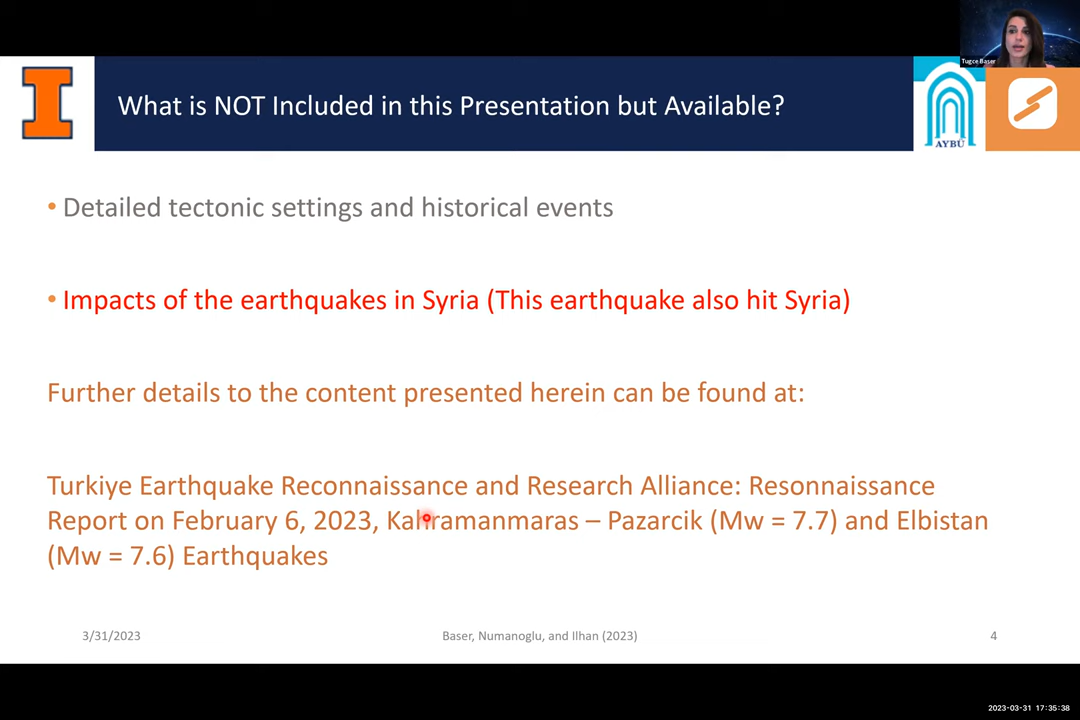 Tugce Baser
What is NOT Included in this Presentation but Available?
AYBÜ
• Detailed tectonic settings and historical events
• Impacts of the earthquakes in Syria (This earthquake also hit Syria)
Further details to the content presented herein can be found at:
Turkiye Earthquake Reconnaissance and Research Alliance: Resonnaissance
Report on February 6, 2023, Kahramanmaras – Pazarcik (Mw = 7.7) and Elbistan
(Mw = 7.6) Earthquakes
3/31/2023
Baser, Numanoglu, and Ilhan (2023)
4
2023-03-31 17:35:38